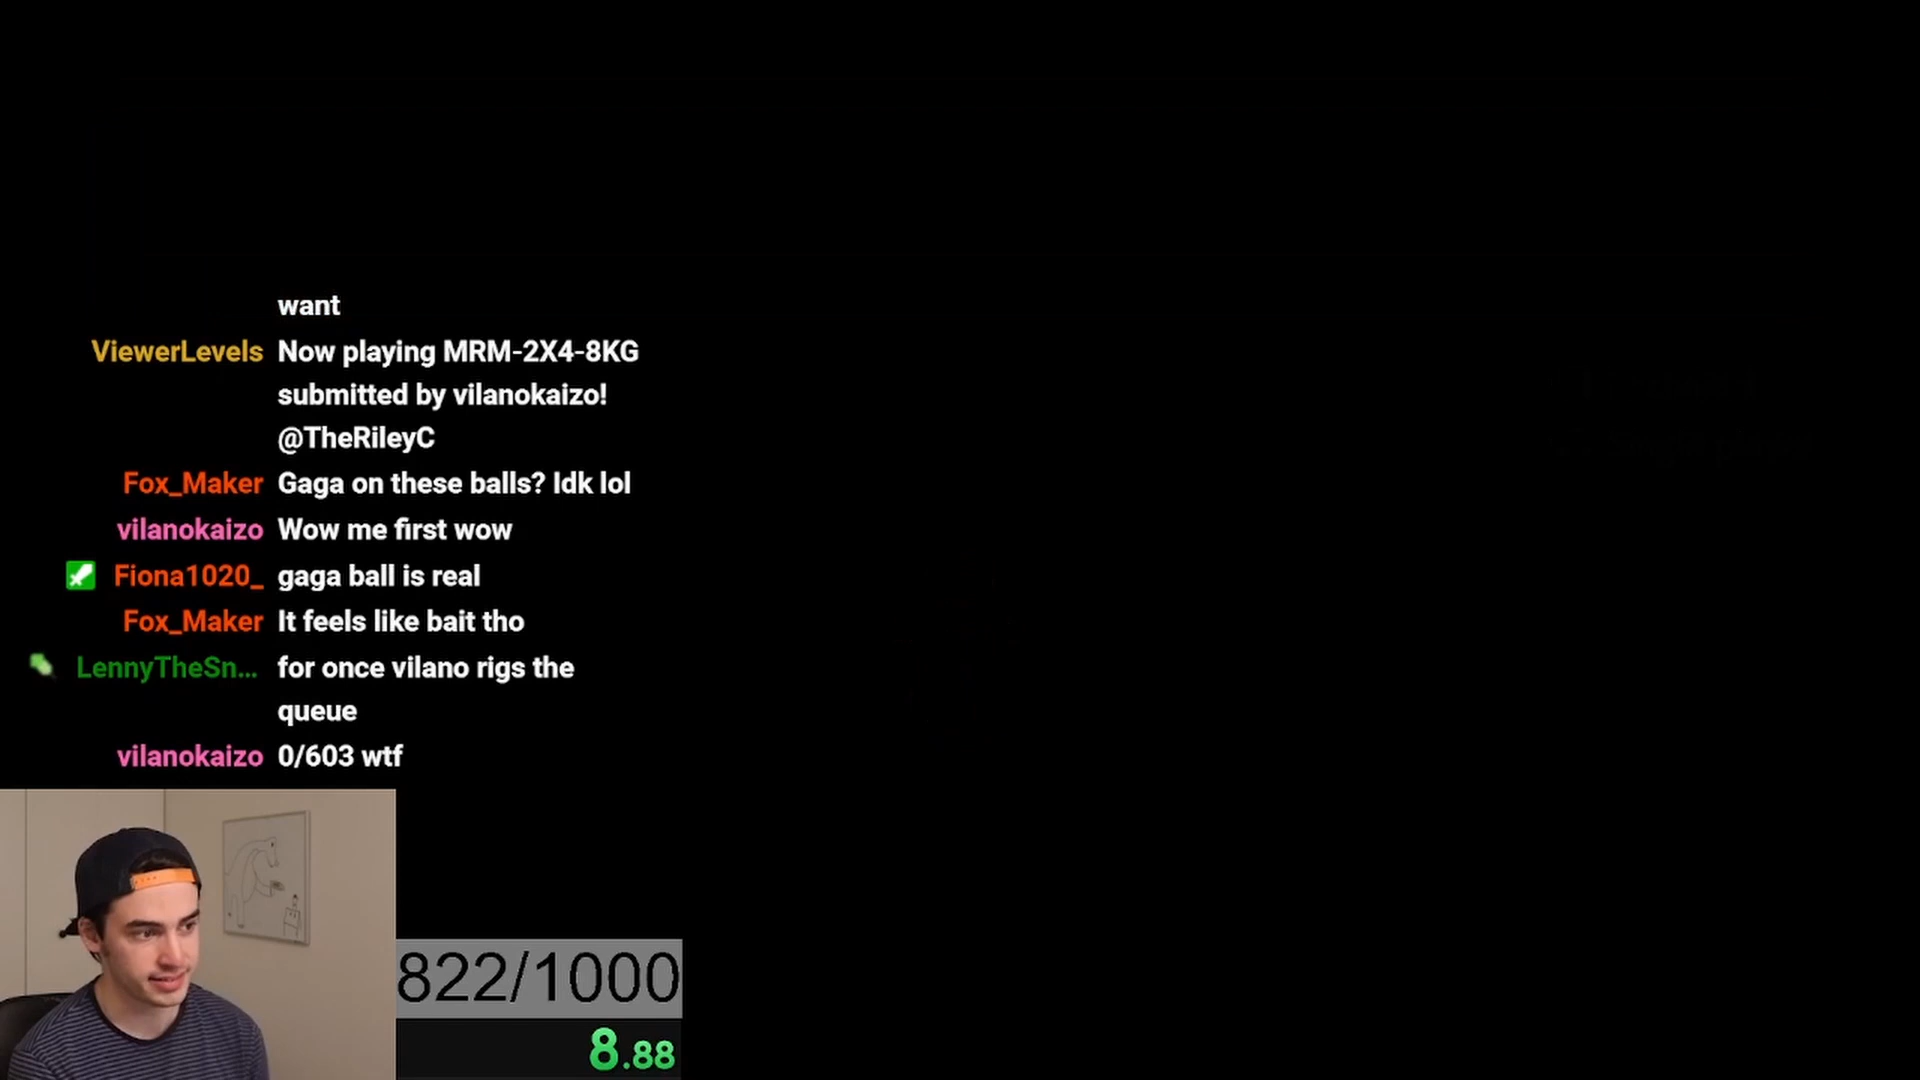 want
ViewerLevels Now playing MRM-2X4-8KG
submitted by vilanokaizo!
@TheRileyC
Fox_Maker Gaga on these balls? Idk lol
vilanokaizo Wow me first wow
Fiona1020_ gaga ball is real
Fox_Maker It feels like bait tho
LennyTheSn... for once vilano rigs the
queue
vilanokaizo 0/603 wtf
822/1000
8.88